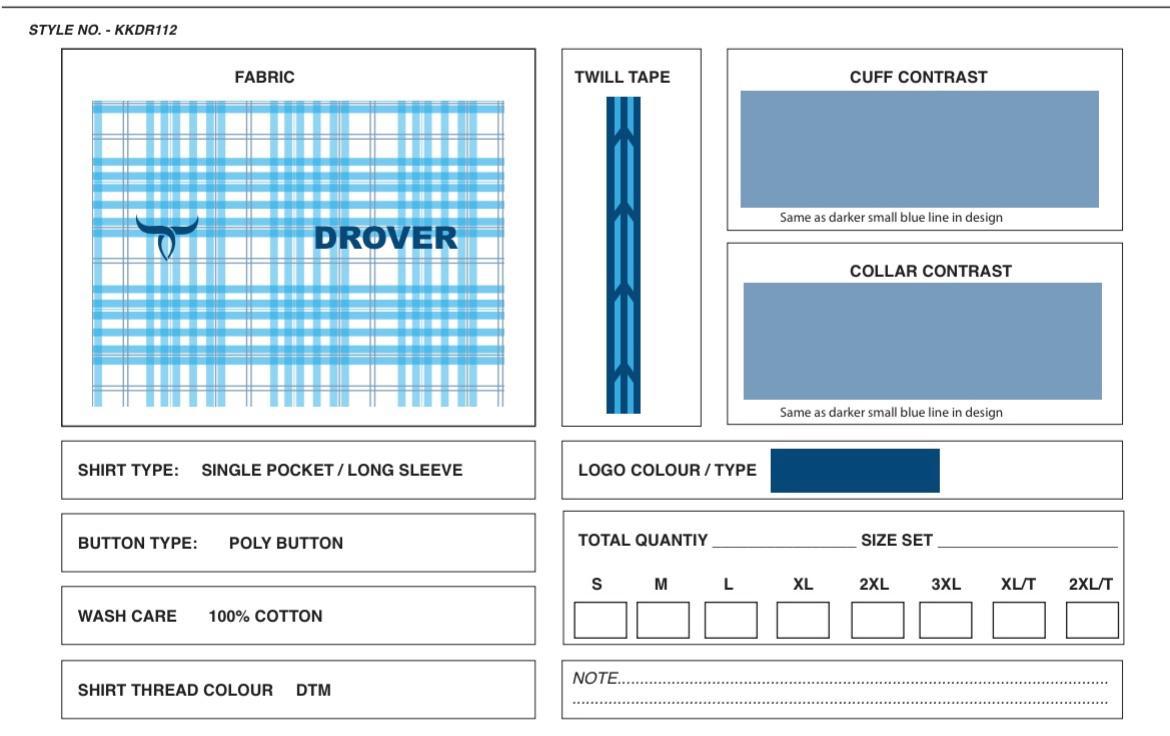 STYLE NO. - KKDR112
FABRIC
DROVER
TWILL TAPE
CUFF CONTRAST
Same as darker small blue line in design
COLLAR CONTRAST
Same as darker small blue line in design
SHIRT TYPE: SINGLE POCKET / LONG SLEEVE
LOGO COLOUR / TYPE
BUTTON TYPE: POLY BUTTON
TOTAL QUANTIY ________________ SIZE SET ____________________
S M L XL 2XL 3XL XL/T 2XL/T
WASH CARE 100% COTTON
SHIRT THREAD COLOUR DTM
NOTE..........................................................................................